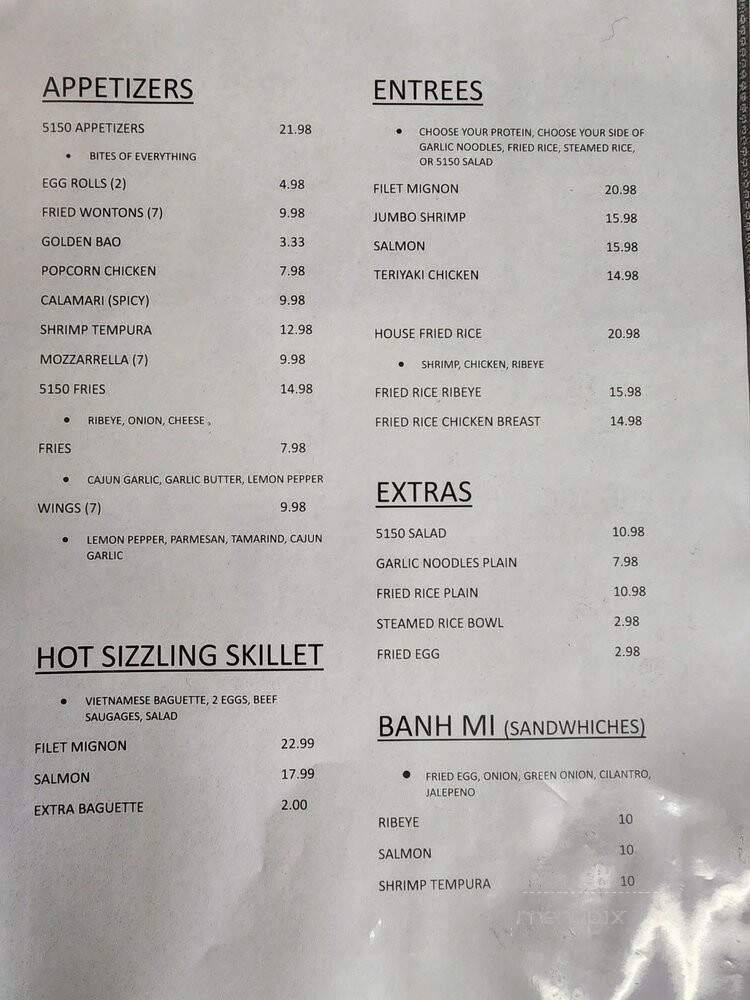 APPETIZERS
5150 APPETIZERS 21.98
• BITES OF EVERYTHING
EGG ROLLS (2) 4.98
FRIED WONTONS (7) 9.98
GOLDEN BAO 3.33
POPCORN CHICKEN 7.98
CALAMARI (SPICY) 9.98
SHRIMP TEMPURA 12.98
MOZZARRELLA (7) 9.98
5150 FRIES 14.98
• RIBEYE, ONION, CHEESE
FRIES 7.98
• CAJUN GARLIC, GARLIC BUTTER, LEMON PEPPER
WINGS (7) 9.98
• LEMON PEPPER, PARMESAN, TAMARIND, CAJUN
GARLIC
HOT SIZZLING SKILLET
• VIETNAMESE BAGUETTE, 2 EGGS, BEEF
SAUGAGES, SALAD
FILET MIGNON 22.99
SALMON 17.99
EXTRA BAGUETTE 2.00
ENTREES
• CHOOSE YOUR PROTEIN, CHOOSE YOUR SIDE OF
GARLIC NOODLES, FRIED RICE, STEAMED RICE,
OR 5150 SALAD
FILET MIGNON 20.98
JUMBO SHRIMP 15.98
SALMON 15.98
TERIYAKI CHICKEN 14.98
HOUSE FRIED RICE 20.98
• SHRIMP, CHICKEN, RIBEYE
FRIED RICE RIBEYE 15.98
FRIED RICE CHICKEN BREAST 14.98
EXTRAS
5150 SALAD 10.98
GARLIC NOODLES PLAIN 7.98
FRIED RICE PLAIN 10.98
STEAMED RICE BOWL 2.98
FRIED EGG 2.98
BANH MI (SANDWHICHES)
• FRIED EGG, ONION, GREEN ONION, CILANTRO,
JALEPENO
RIBEYE 10
SALMON 10
SHRIMP TEMPURA 10